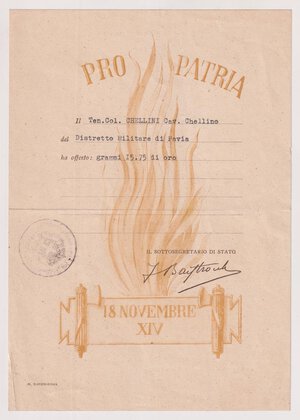 PRO PATRIA
Il Ten.Col. CHELLINI Cav. Chellino
del Distretto Militare di Pavia
ha offerto: grammi 15.75 di oro
IL SOTTOSEGRETARIO DI STATO
18 NOVEMBRE
XIV